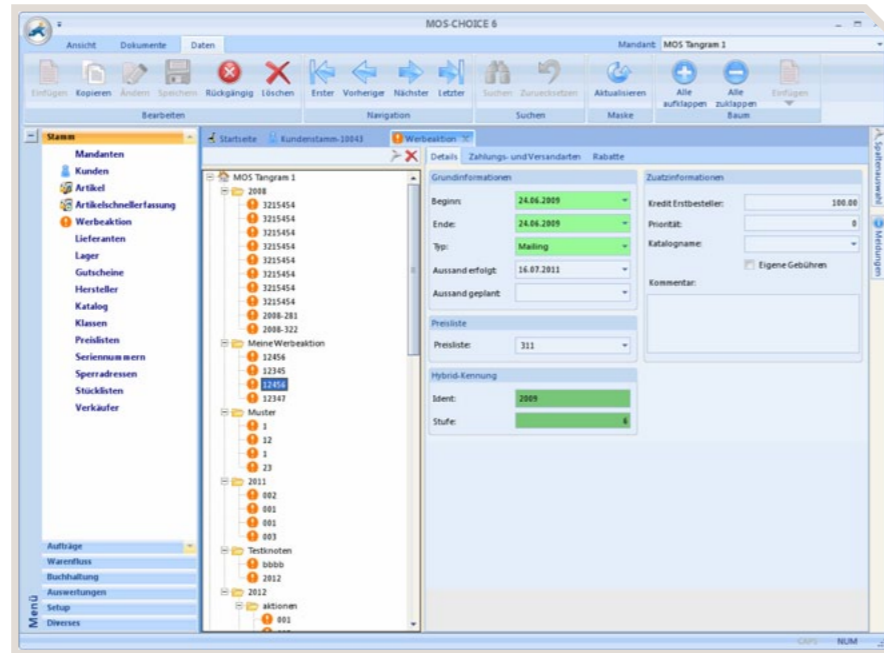 MOS-CHOICE 6
Ansicht Dokumente Daten
Mandant: MOS Tangram 1
Einfügen Kopieren Ändern Speichern Rückgängig Löschen Erster Vorheriger Nächster Letzter Suchen Zuruecksetzen Aktualisieren Alle aufklappen Alle zuklappen Einfügen
Bearbeiten Navigation Suchen Maske Baum
Stamm
Mandanten
Kunden
Artikel
Artikelschnellerfassung
Werbeaktion
Lieferanten
Lager
Gutscheine
Hersteller
Katalog
Klassen
Preislisten
Seriennummern
Sperradressen
Stücklisten
Verkäufer
Aufträge
Warenfluss
Buchhaltung
Auswertungen
Setup
Diverses
Menü
Startseite Kundenstamm-10043 Werbeaktion
MOS Tangram 1
2008
3215454
3215454
3215454
3215454
3215454
3215454
3215454
3215454
2008-281
2008-322
Meine Werbeaktion
12456
12345
12456
12347
Muster
1
12
1
23
2011
002
001
001
003
Testknoten
bbbb
2012
2012
aktionen
001
Details Zahlungs- und Versandarten Rabatte
Grundinformationen
Beginn: 24.06.2009
Ende: 24.06.2009
Typ: Mailing
Aussand erfolgt: 16.07.2011
Aussand geplant:
Preisliste
Preisliste: 311
Hybrid-Kennung
Ident: 2009
Stufe: 6
Zuatzinformationen
Kredit Erstbesteller: 100.00
Priorität: 0
Katalogname:
Eigene Gebühren
Kommentar:
Spaltenauswahl
Meldungen
CAPS NUM